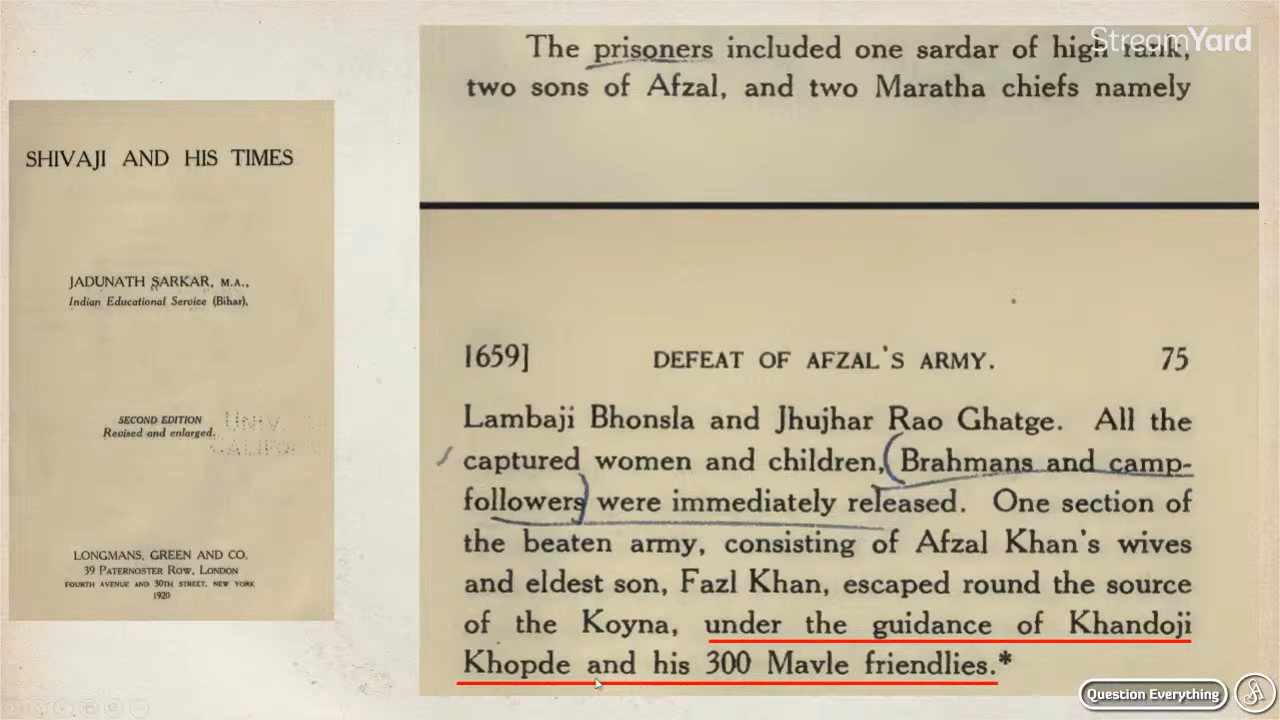 SHIVAJI AND HIS TIMES
JADUNATH SARKAR, M.A.,
Indian Educational Service (Bihar),
SECOND EDITION
Revised and enlarged.
UNIV.
LONGMANS, GREEN AND CO.
39 PATERNOSTER ROW, LONDON
FOURTH AVENUE AND 30TH STREET, NEW YORK
1920
StreamYard
The prisoners included one sardar of high rank,
two sons of Afzal, and two Maratha chiefs namely
1659] DEFEAT OF AFZAL'S ARMY. 75
Lambaji Bhonsla and Jhujhar Rao Ghatge. All the
captured women and children, Brahmans and camp-
followers were immediately released. One section of
the beaten army, consisting of Afzal Khan's wives
and eldest son, Fazl Khan, escaped round the source
of the Koyna, under the guidance of Khandoji
Khopde and his 300 Mavle friendlies.*
Question Everything